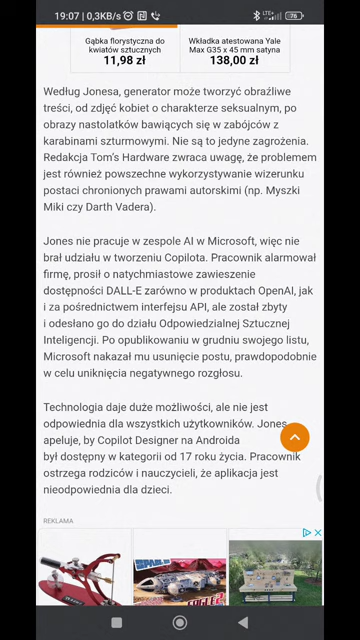 19:07 | 0,3KB/s
LTE+
76
Gąbka florystyczna do
kwiatów sztucznych
11,98 zł
Wkładka atestowana Yale
Max G35 x 45 mm satyna
138,00 zł
Według Jonesa, generator może tworzyć obraźliwe
treści, od zdjęć kobiet o charakterze seksualnym, po
obrazy nastolatków bawiących się w zabójców z
karabinami szturmowymi. Nie są to jedyne zagrożenia.
Redakcja Tom's Hardware zwraca uwagę, że problemem
jest również powszechne wykorzystywanie wizerunku
postaci chronionych prawami autorskimi (np. Myszki
Miki czy Darth Vadera).
Jones nie pracuje w zespole AI w Microsoft, więc nie
brał udziału w tworzeniu Copilota. Pracownik alarmował
firmę, prosił o natychmiastowe zawieszenie
dostępności DALL-E zarówno w produktach OpenAI, jak
i za pośrednictwem interfejsu API, ale został zbyty
i odesłano go do działu Odpowiedzialnej Sztucznej
Inteligencji. Po opublikowaniu w grudniu swojego listu,
Microsoft nakazał mu usunięcie postu, prawdopodobnie
w celu uniknięcia negatywnego rozgłosu.
Technologia daje duże możliwości, ale nie jest
odpowiednia dla wszystkich użytkowników. Jones
apeluje, by Copilot Designer na Androida
był dostępny w kategorii od 17 roku życia. Pracownik
ostrzega rodziców i nauczycieli, że aplikacja jest
nieodpowiednia dla dzieci.
REKLAMA